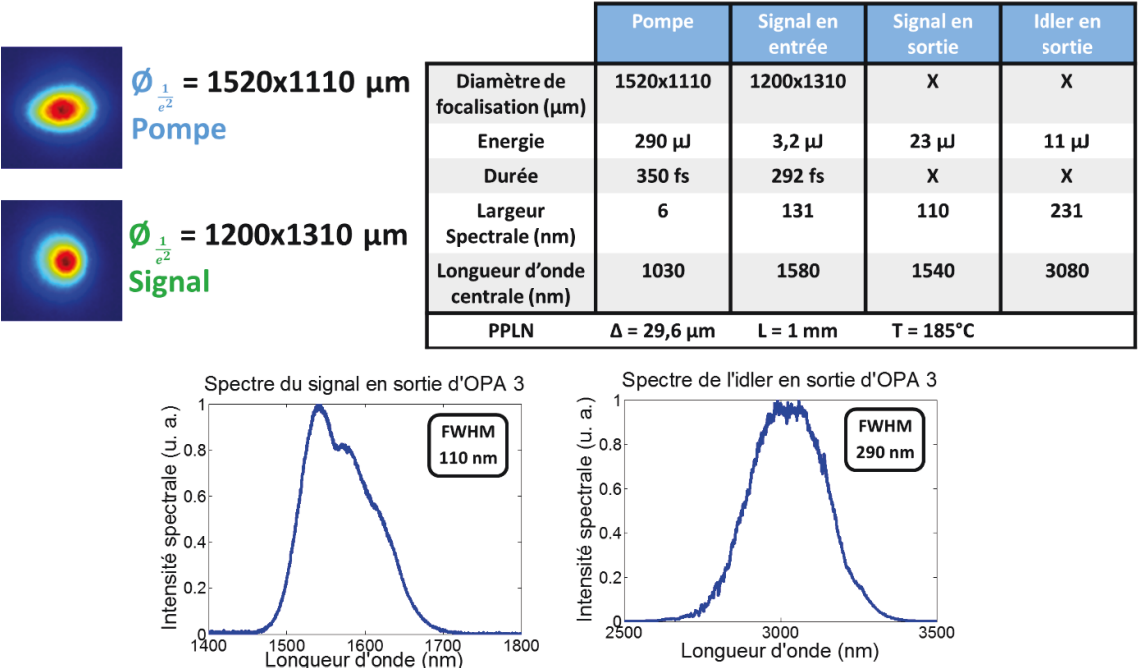 Ø 1/e² = 1520x1110 µm
Pompe
Ø 1/e² = 1200x1310 µm
Signal
Pompe
Signal en entrée
Signal en sortie
Idler en sortie
Diamètre de focalisation (µm)
1520x1110
1200x1310
X
X
Energie
290 µJ
3,2 µJ
23 µJ
11 µJ
Durée
350 fs
292 fs
X
X
Largeur Spectrale (nm)
6
131
110
231
Longueur d'onde centrale (nm)
1030
1580
1540
3080
PPLN
Δ = 29,6 µm
L = 1 mm
T = 185°C
Spectre du signal en sortie d'OPA 3
Intensité spectrale (u. a.)
1
0.8
0.6
0.4
0.2
0
FWHM
110 nm
1400
1500
1600
1700
1800
Longueur d'onde (nm)
Spectre de l'idler en sortie d'OPA 3
Intensité spectrale (u. a.)
1
0.8
0.6
0.4
0.2
0
FWHM
290 nm
2500
3000
3500
Longueur d'onde (nm)